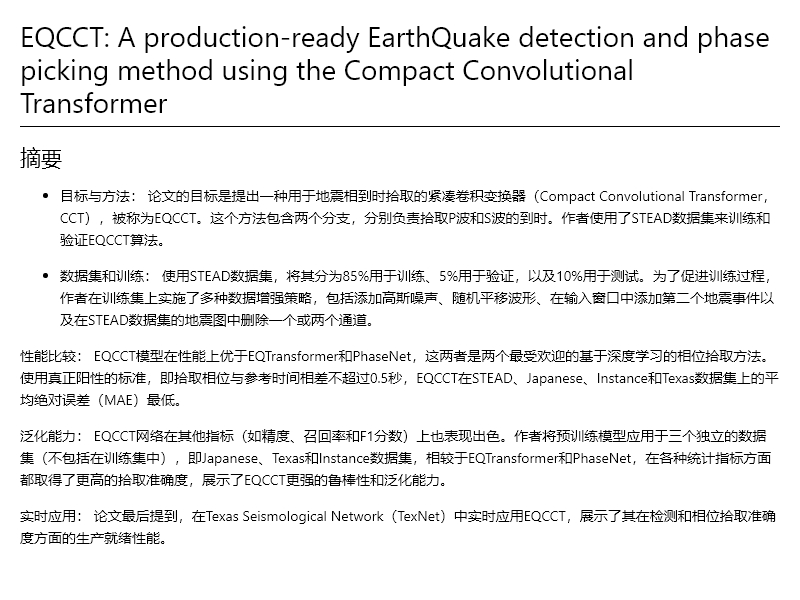 EQCCT: A production-ready EarthQuake detection and phase
picking method using the Compact Convolutional
Transformer
摘要
• 目标与方法： 论文的目标是提出一种用于地震相到时拾取的紧凑卷积变换器（Compact Convolutional Transformer，
CCT），被称为EQCCT。这个方法包含两个分支，分别负责拾取P波和S波的到时。作者使用了STEAD数据集来训练和
验证EQCCT算法。
• 数据集和训练： 使用STEAD数据集，将其分为85%用于训练、5%用于验证，以及10%用于测试。为了促进训练过程，
作者在训练集上实施了多种数据增强策略，包括添加高斯噪声、随机平移波形、在输入窗口中添加第二个地震事件以
及在STEAD数据集的地震图中删除一个或两个通道。
性能比较： EQCCT模型在性能上优于EQTransformer和PhaseNet，这两者是两个最受欢迎的基于深度学习的相位拾取方法。
使用真正阳性的标准，即拾取相位与参考时间相差不超过0.5秒，EQCCT在STEAD、Japanese、Instance和Texas数据集上的平
均绝对误差（MAE）最低。
泛化能力： EQCCT网络在其他指标（如精度、召回率和F1分数）上也表现出色。作者将预训练模型应用于三个独立的数据
集（不包括在训练集中），即Japanese、Texas和Instance数据集，相较于EQTransformer和PhaseNet，在各种统计指标方面
都取得了更高的拾取准确度，展示了EQCCT更强的鲁棒性和泛化能力。
实时应用： 论文最后提到，在Texas Seismological Network（TexNet）中实时应用EQCCT，展示了其在检测和相位拾取准确
度方面的生产就绪性能。